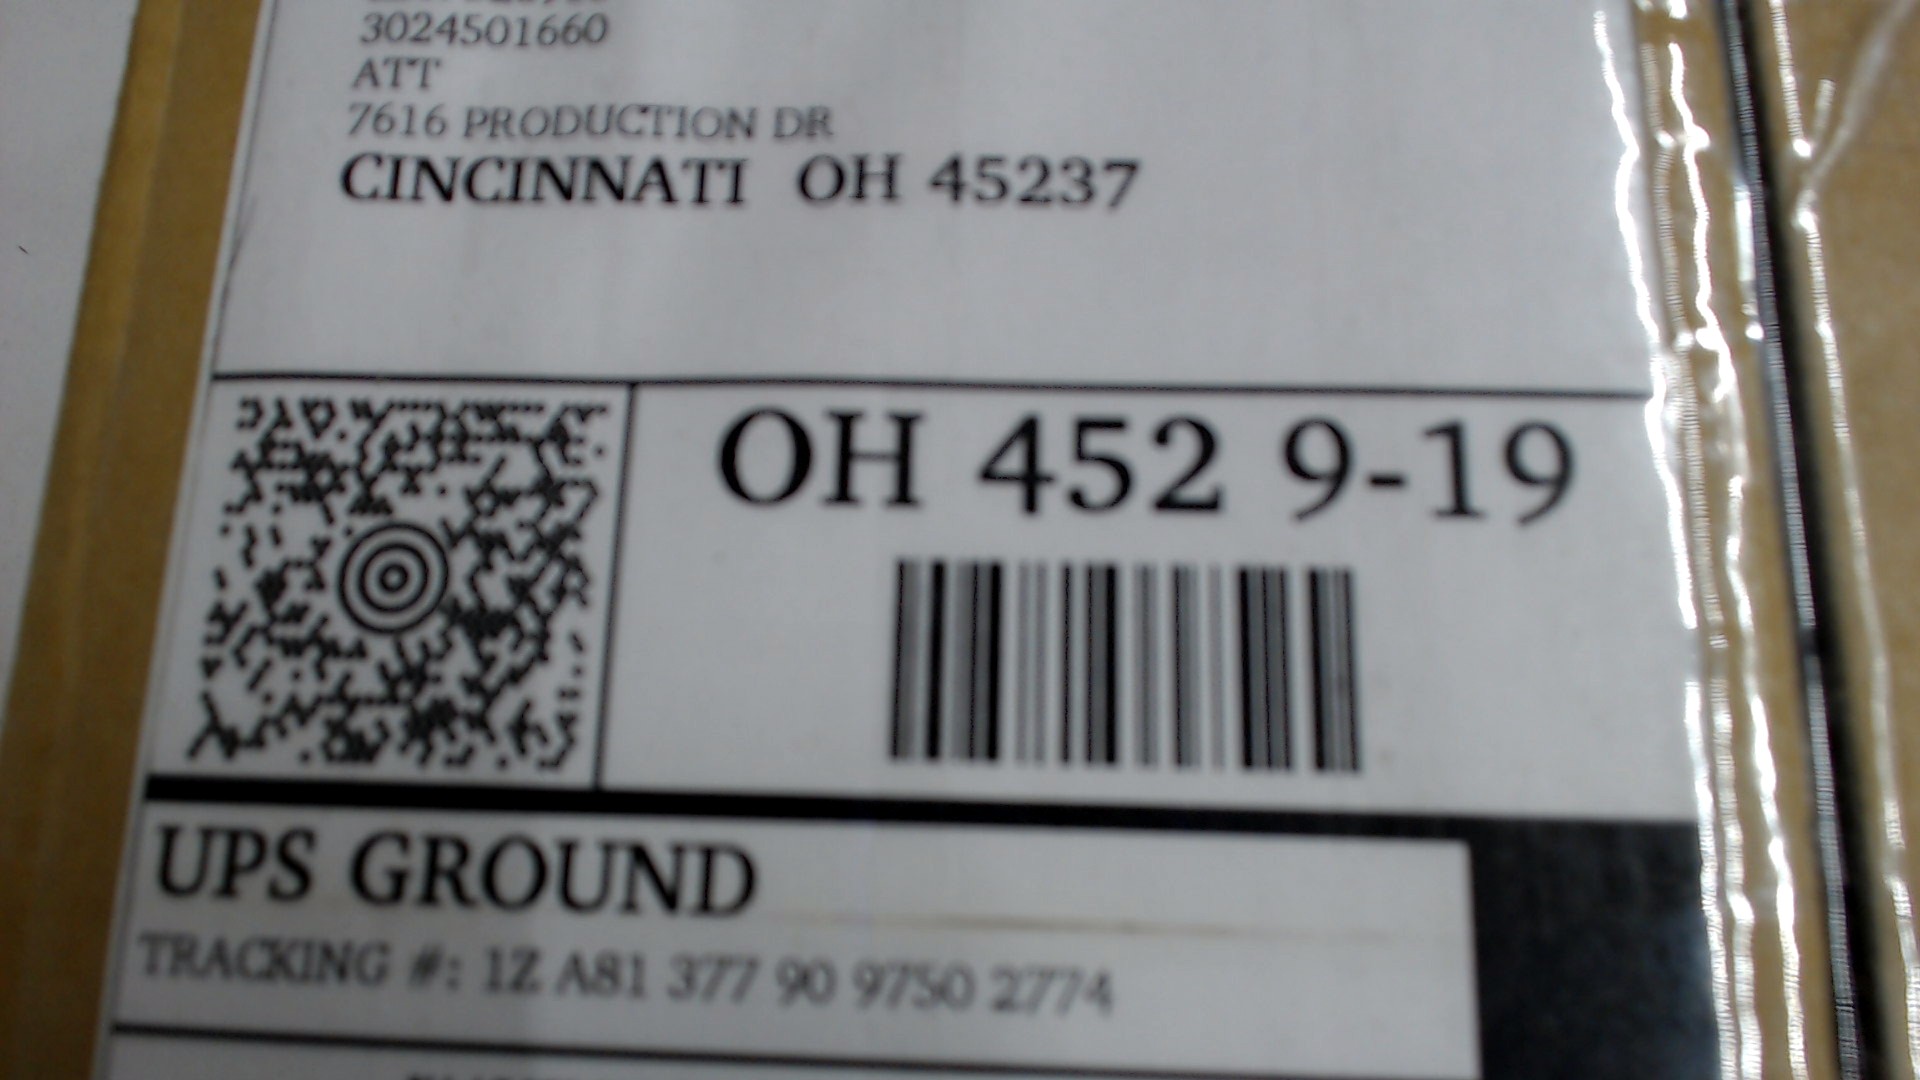 3024501660
ATT
7616 PRODUCTION DR
CINCINNATI OH 45237
OH 452 9-19
UPS GROUND
TRACKING #: 1Z A81 377 90 9750 2774